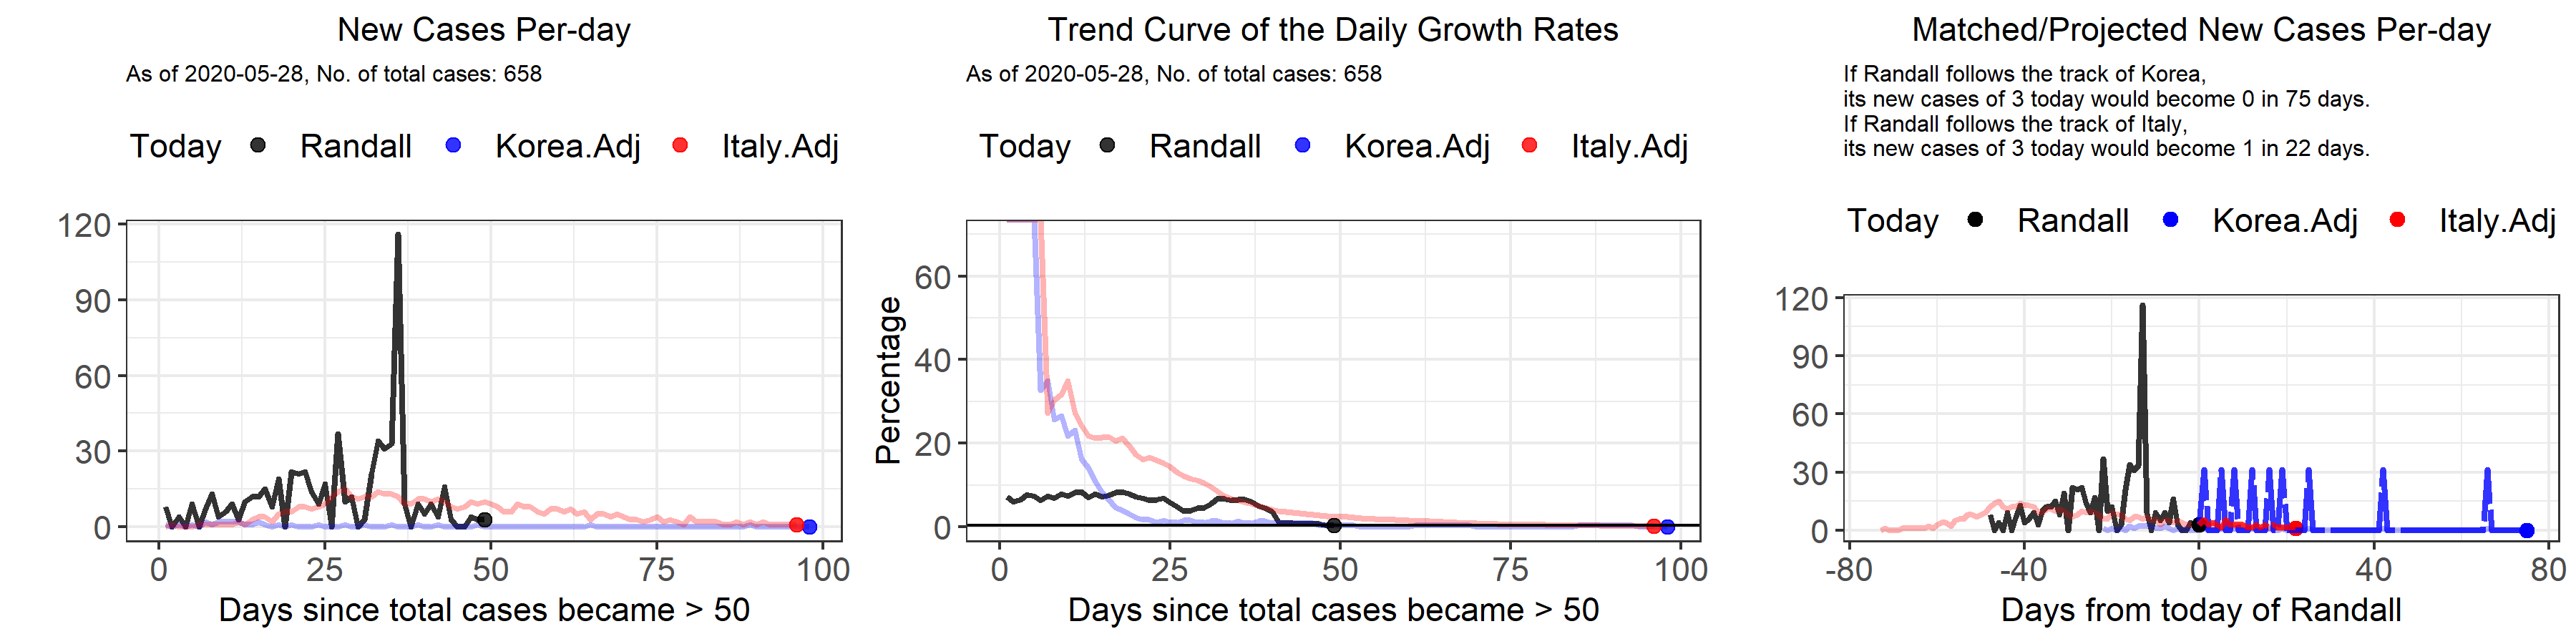 New Cases Per-day
As of 2020-05-28, No. of total cases: 658
Today Randall Korea.Adj Italy.Adj
120
90
60
30
0
0 25 50 75 100
Days since total cases became > 50
Trend Curve of the Daily Growth Rates
As of 2020-05-28, No. of total cases: 658
Today Randall Korea.Adj Italy.Adj
Percentage
60
40
20
0
0 25 50 75 100
Days since total cases became > 50
Matched/Projected New Cases Per-day
If Randall follows the track of Korea,
its new cases of 3 today would become 0 in 75 days.
If Randall follows the track of Italy,
its new cases of 3 today would become 1 in 22 days.
Today Randall Korea.Adj Italy.Adj
120
90
60
30
0
-80 -40 0 40 80
Days from today of Randall